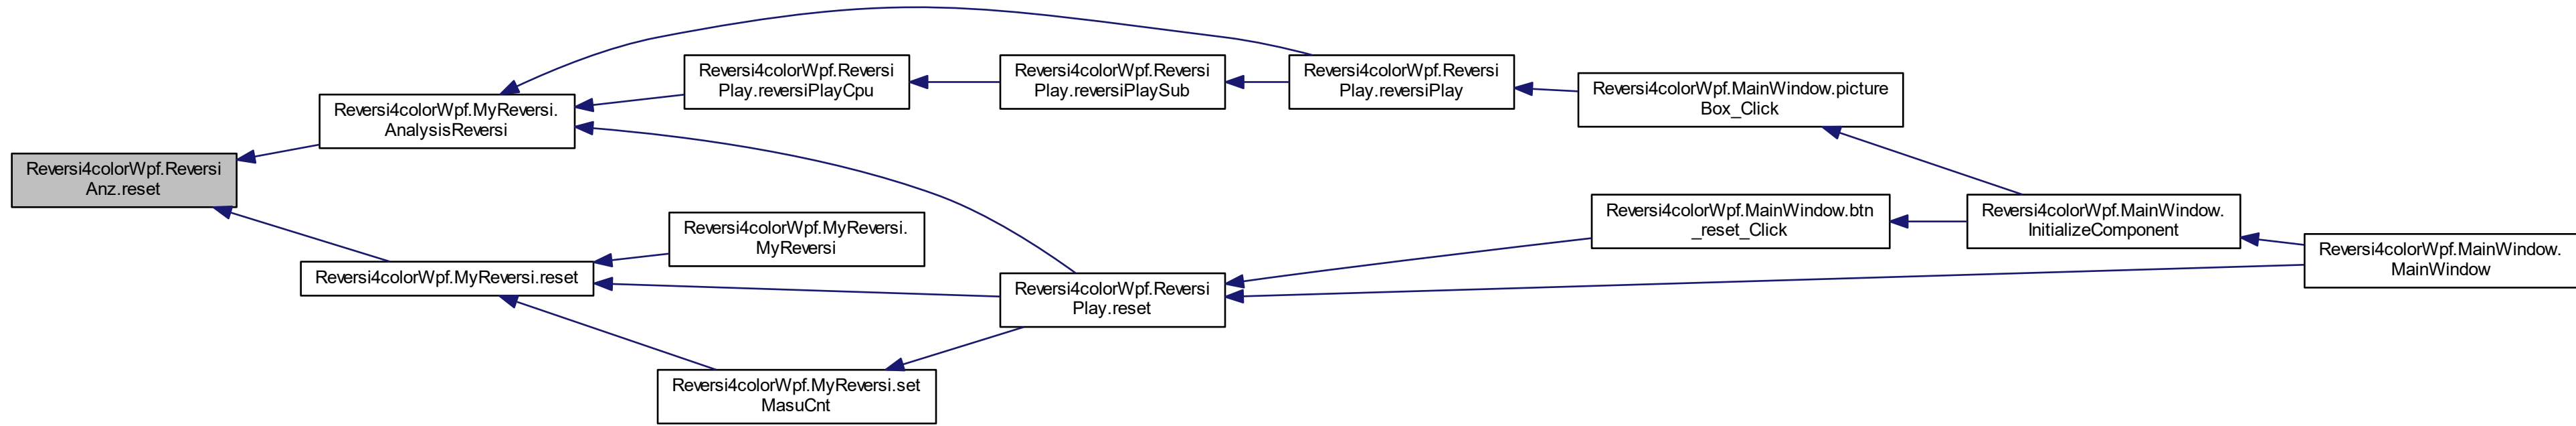 Reversi4colorWpf.Reversi
Anz.reset
Reversi4colorWpf.MyReversi.
AnalysisReversi
Reversi4colorWpf.MyReversi.reset
Reversi4colorWpf.Reversi
Play.reversiPlayCpu
Reversi4colorWpf.MyReversi.
MyReversi
Reversi4colorWpf.MyReversi.set
MasuCnt
Reversi4colorWpf.Reversi
Play.reversiPlaySub
Reversi4colorWpf.Reversi
Play.reset
Reversi4colorWpf.Reversi
Play.reversiPlay
Reversi4colorWpf.MainWindow.picture
Box_Click
Reversi4colorWpf.MainWindow.btn
_reset_Click
Reversi4colorWpf.MainWindow.
InitializeComponent
Reversi4colorWpf.MainWindow.
MainWindow